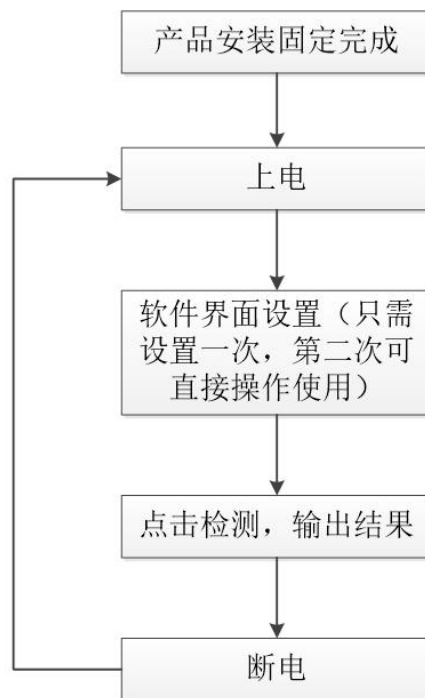 产品安装固定完成
上电
软件界面设置（只需
设置一次，第二次可
直接操作使用）
点击检测，输出结果
断电